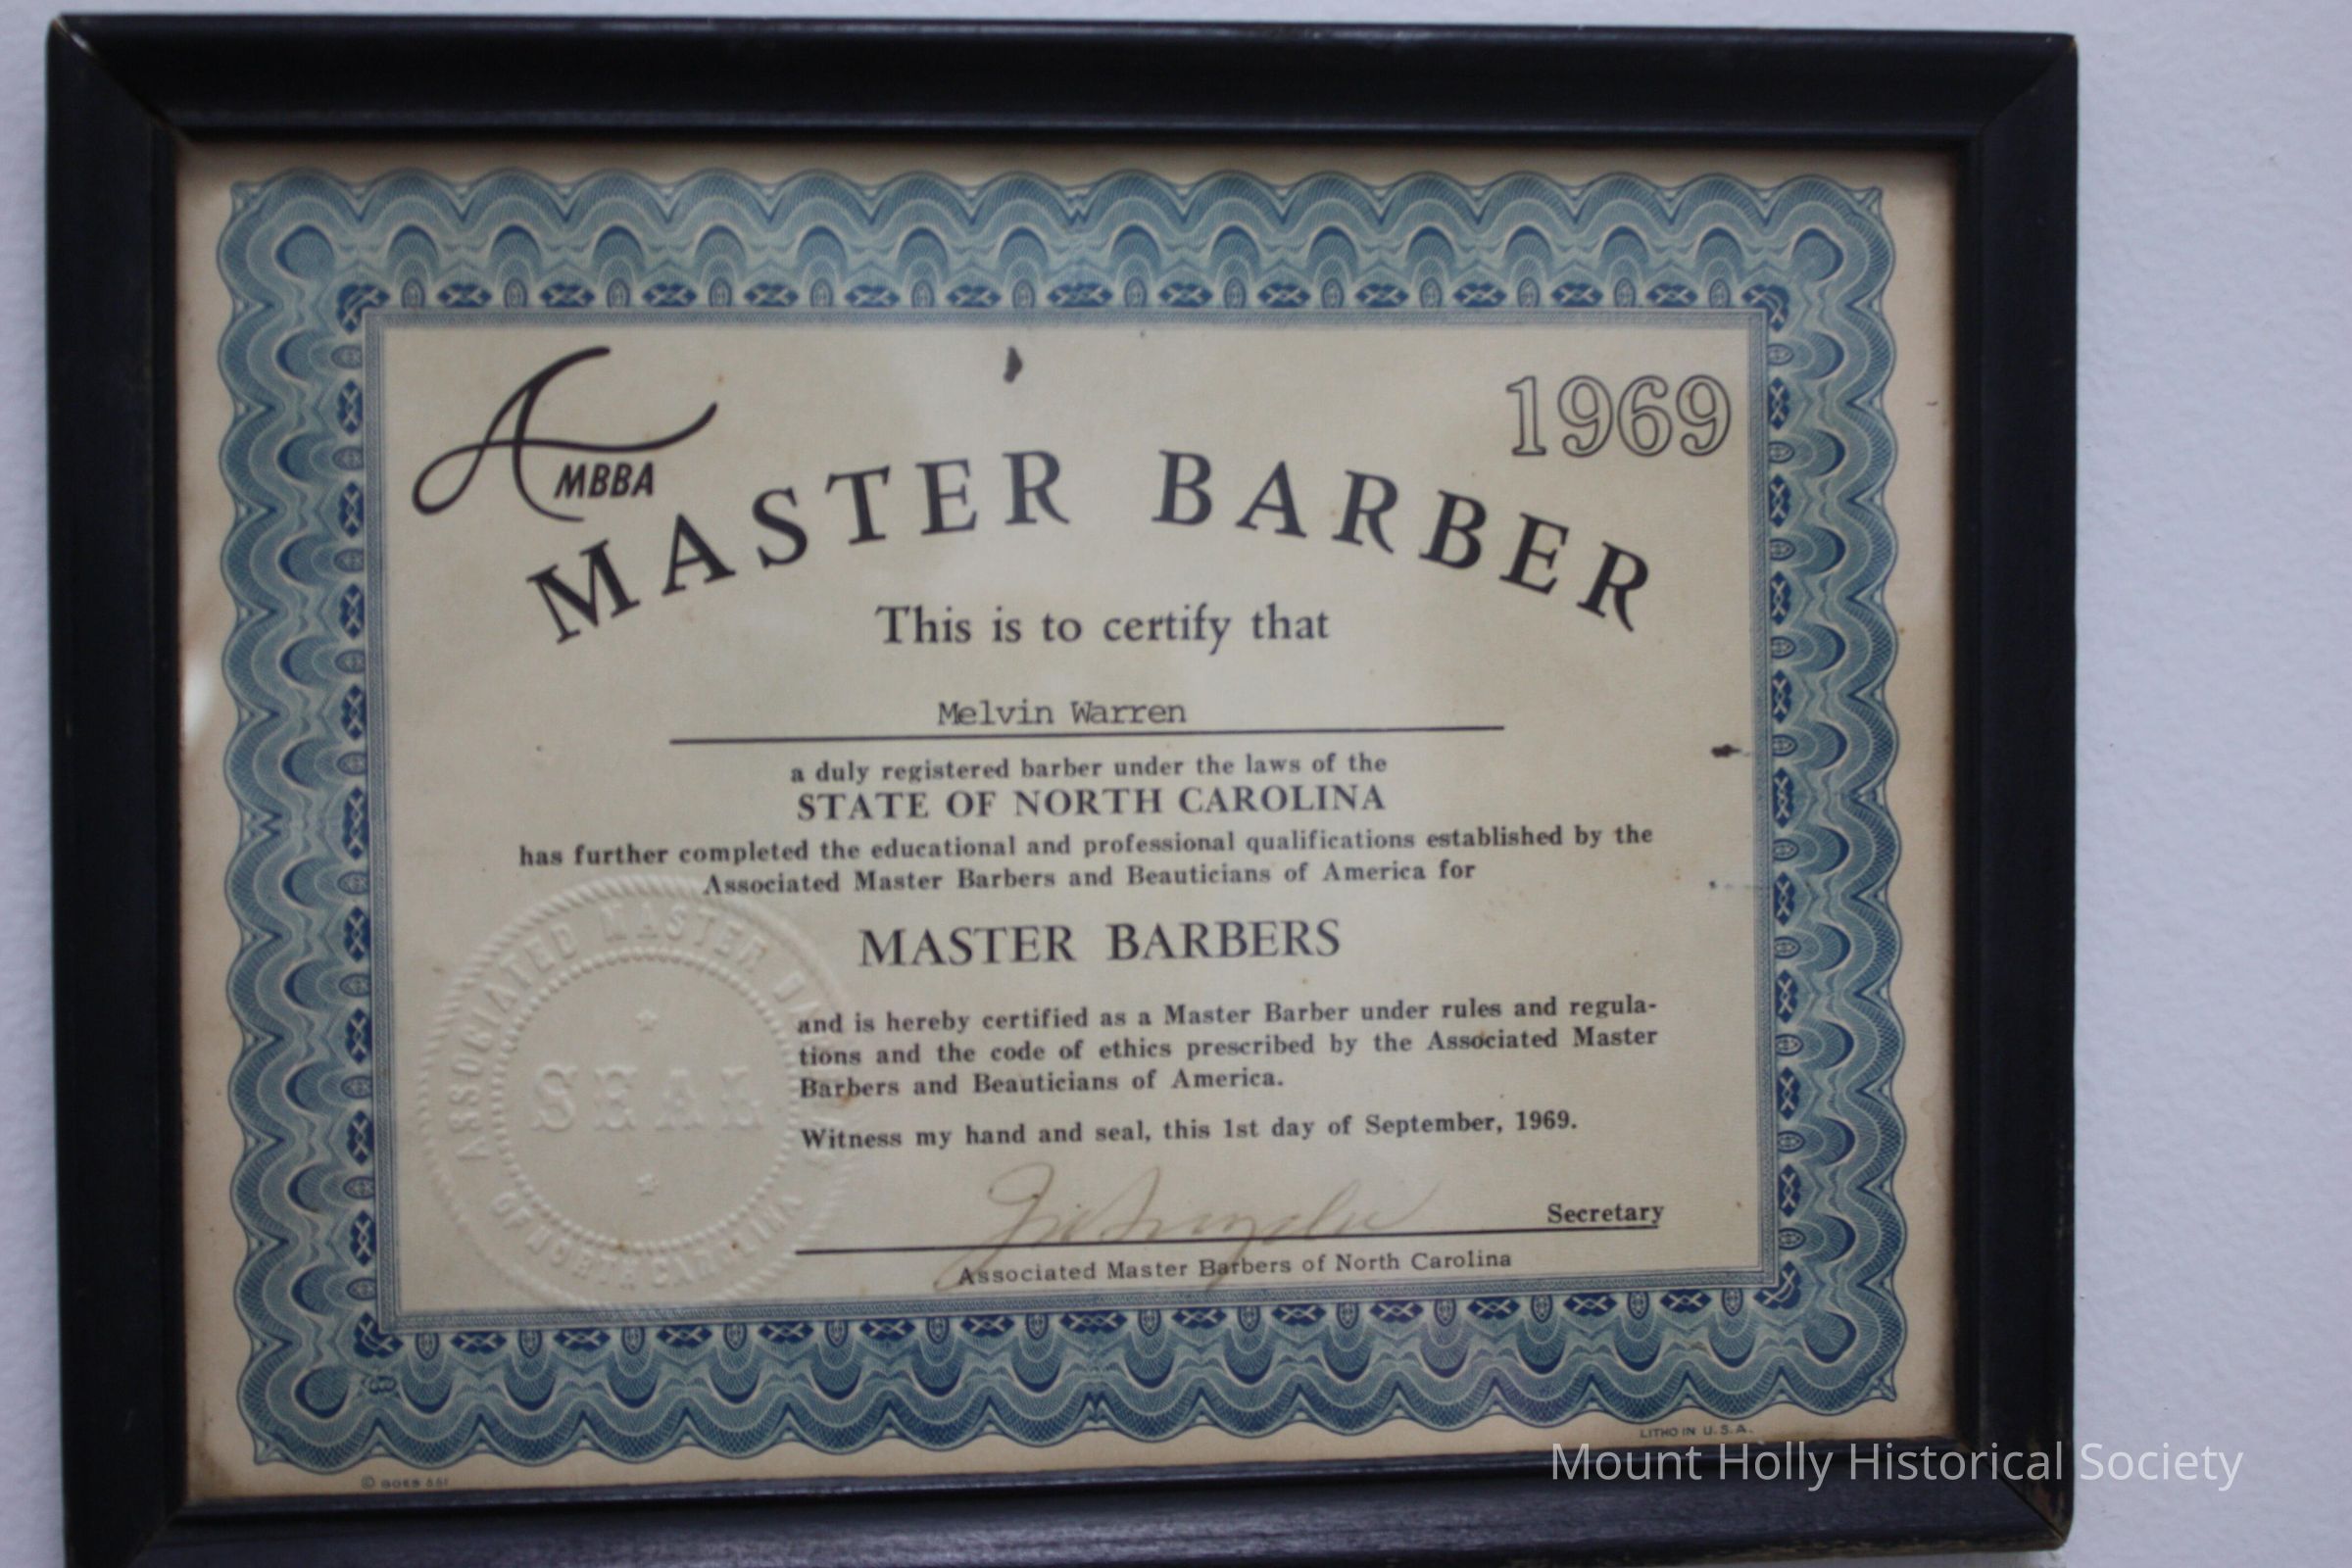 AMBBA
1969
MASTER BARBER
This is to certify that
Melvin Warren
a duly registered barber under the laws of the
STATE OF NORTH CAROLINA
has further completed the educational and professional qualifications established by the
Associated Master Barbers and Beauticians of America for
MASTER BARBERS
and is hereby certified as a Master Barber under rules and regula-
tions and the code of ethics prescribed by the Associated Master
Barbers and Beauticians of America.
Witness my hand and seal, this 1st day of September, 1969.
Secretary
Associated Master Barbers of North Carolina
ASSOCIATED MASTER
SEAL
OF NORTH CAROLINA
© GOES 551
LITHO IN U.S.A.
Mount Holly Historical Society